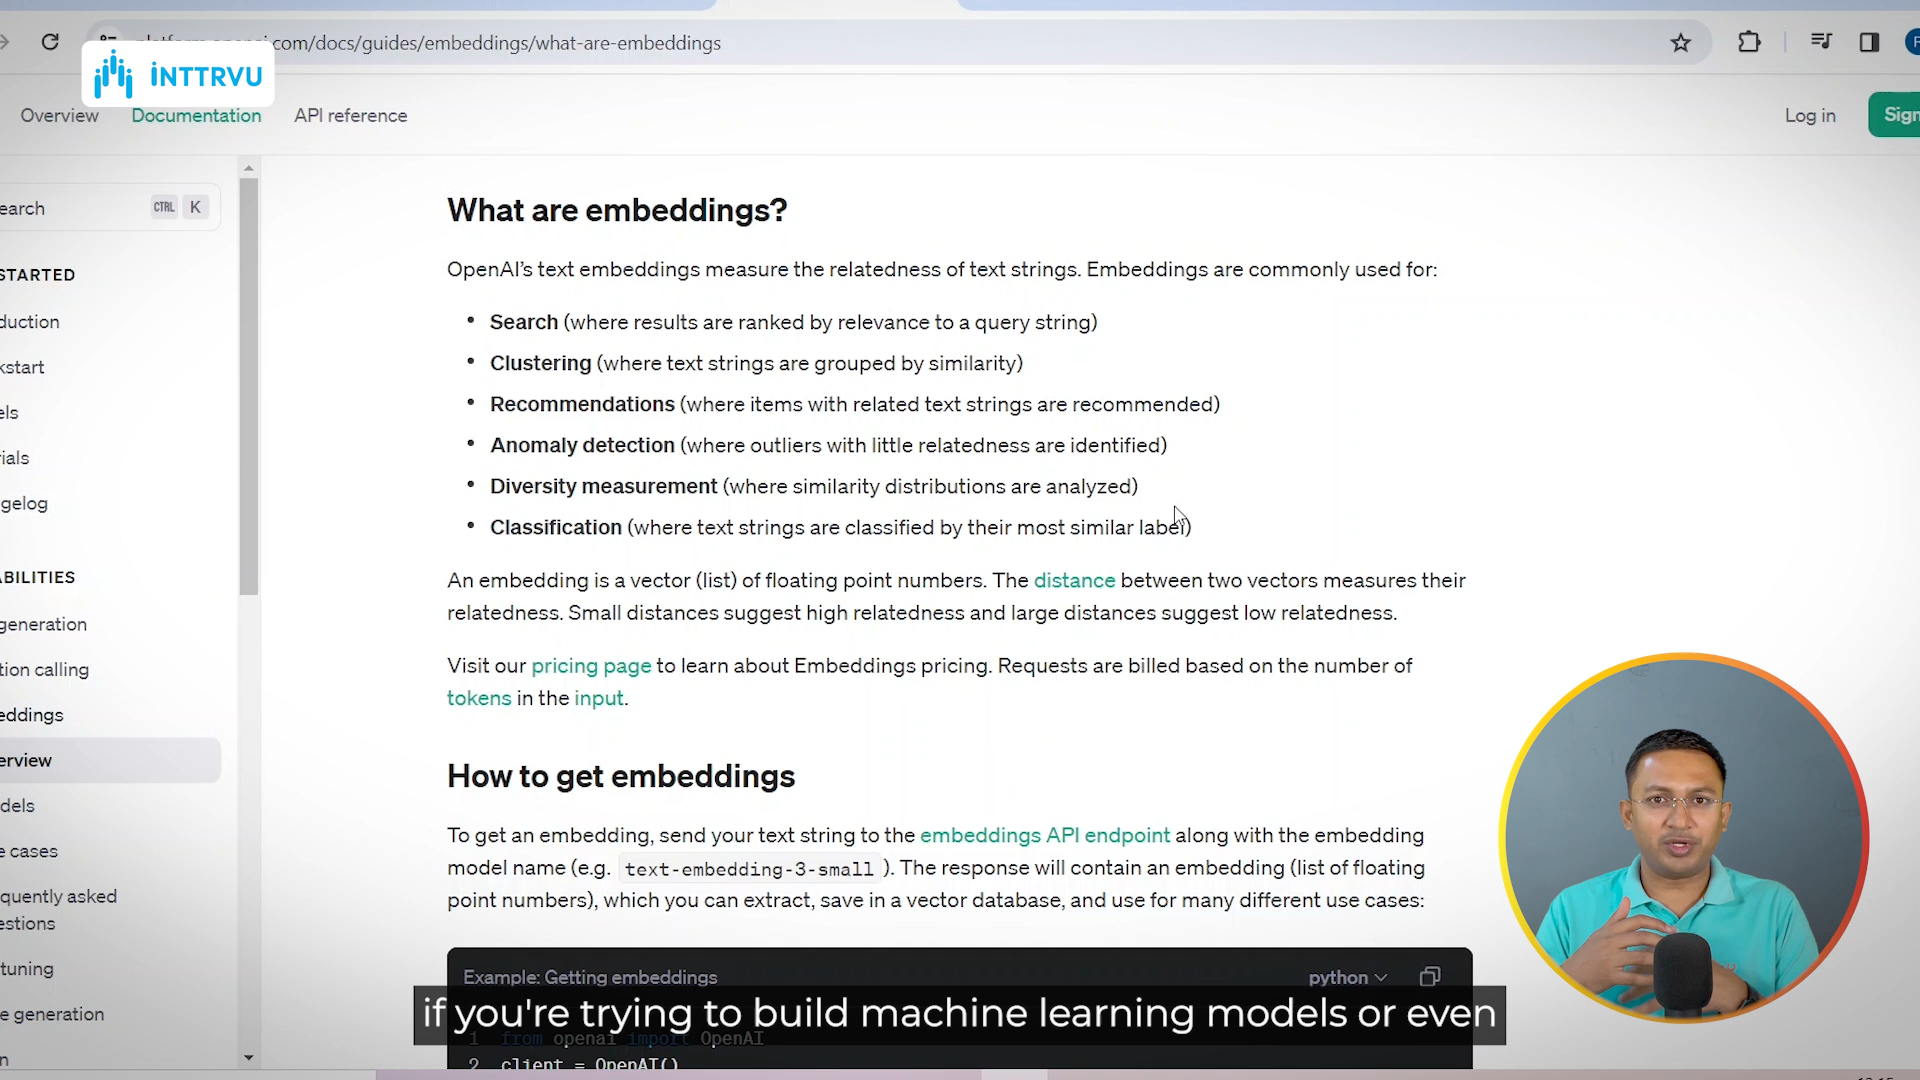 com/docs/guides/embeddings/what-are-embeddings
İNTTRVU
Overview
Documentation
API reference
Log in
Sign
earch
CTRL K
STARTED
duction
kstart
els
ials
gelog
ABILITIES
generation
tion calling
eddings
erview
dels
e cases
quently asked
estions
tuning
e generation
What are embeddings?
OpenAI’s text embeddings measure the relatedness of text strings. Embeddings are commonly used for:
• Search (where results are ranked by relevance to a query string)
• Clustering (where text strings are grouped by similarity)
• Recommendations (where items with related text strings are recommended)
• Anomaly detection (where outliers with little relatedness are identified)
• Diversity measurement (where similarity distributions are analyzed)
• Classification (where text strings are classified by their most similar label)
An embedding is a vector (list) of floating point numbers. The distance between two vectors measures their
relatedness. Small distances suggest high relatedness and large distances suggest low relatedness.
Visit our pricing page to learn about Embeddings pricing. Requests are billed based on the number of
tokens in the input.
How to get embeddings
To get an embedding, send your text string to the embeddings API endpoint along with the embedding
model name (e.g. text-embedding-3-small ). The response will contain an embedding (list of floating
point numbers), which you can extract, save in a vector database, and use for many different use cases:
Example: Getting embeddings
python
if you're trying to build machine learning models or even
1 from openai import OpenAI
2 client = OpenAI()